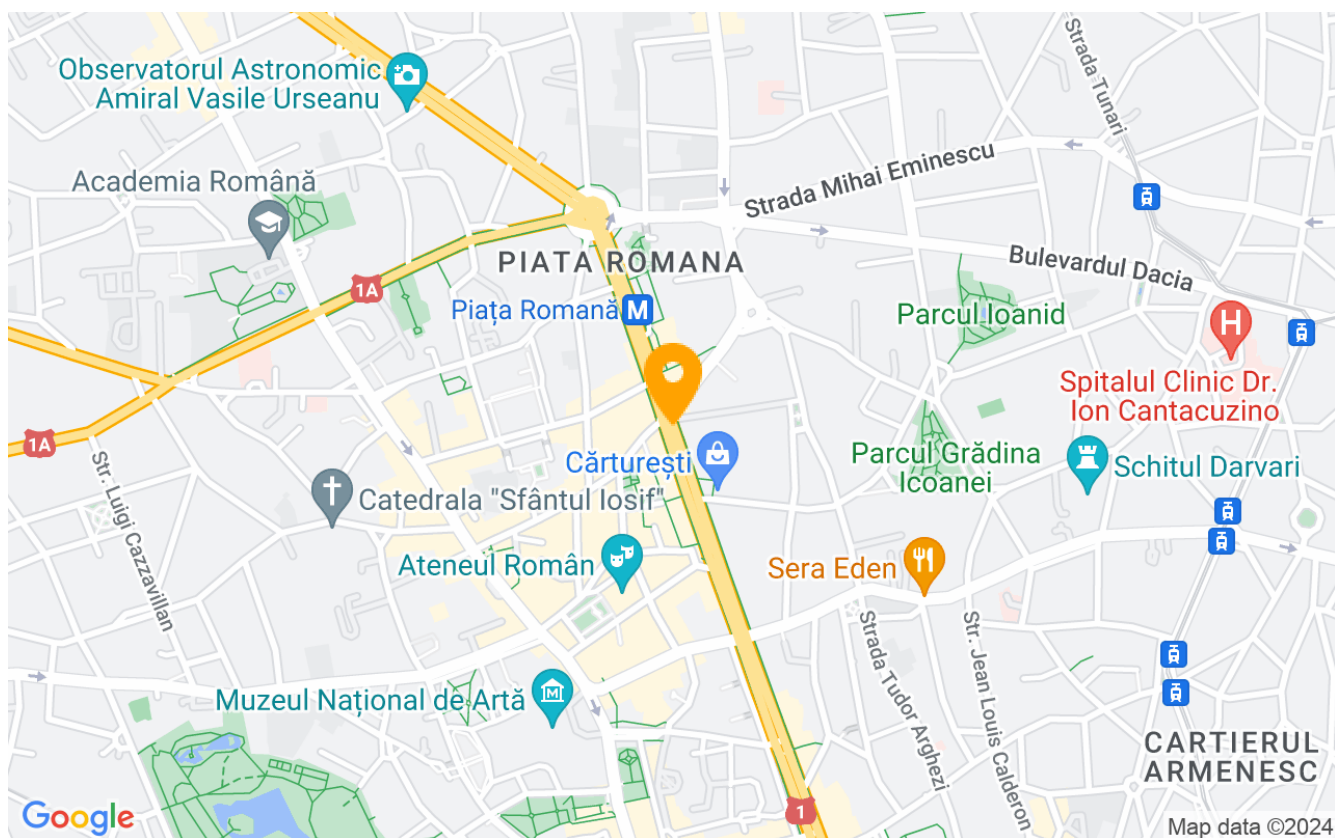 Strada Tunari
Observatorul Astronomic
Amiral Vasile Urseanu
Strada Mihai Eminescu
Academia Română
PIATA ROMANA
Bulevardul Dacia
1A
Piața Romană
M
Parcul Ioanid
H
Spitalul Clinic Dr.
Ion Cantacuzino
1A
Str. Luigi Cazzavillan
Cărturești
Parcul Grădina
Icoanei
Schitul Darvari
Catedrala "Sfântul Iosif"
Ateneul Român
Sera Eden
Strada Tudor Arghezi
Str. Jean Louis Calderon
Muzeul Național de Artă
M
CARTIERUL
ARMENESC
1
Google
Map data ©2024